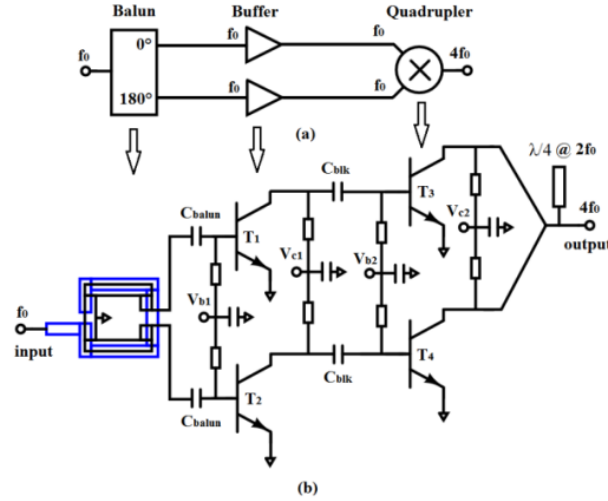 Balun Buffer Quadrupler
f₀ 0° f₀ f₀ 4f₀
180° f₀ f₀
(a)
λ/4 @ 2f₀
Cblk T₃
Cbalun T₁ Vc2 4f₀
Vc1 Vb2 output
f₀ Vb1
input
Cblk T₄
T₂
Cbalun
(b)